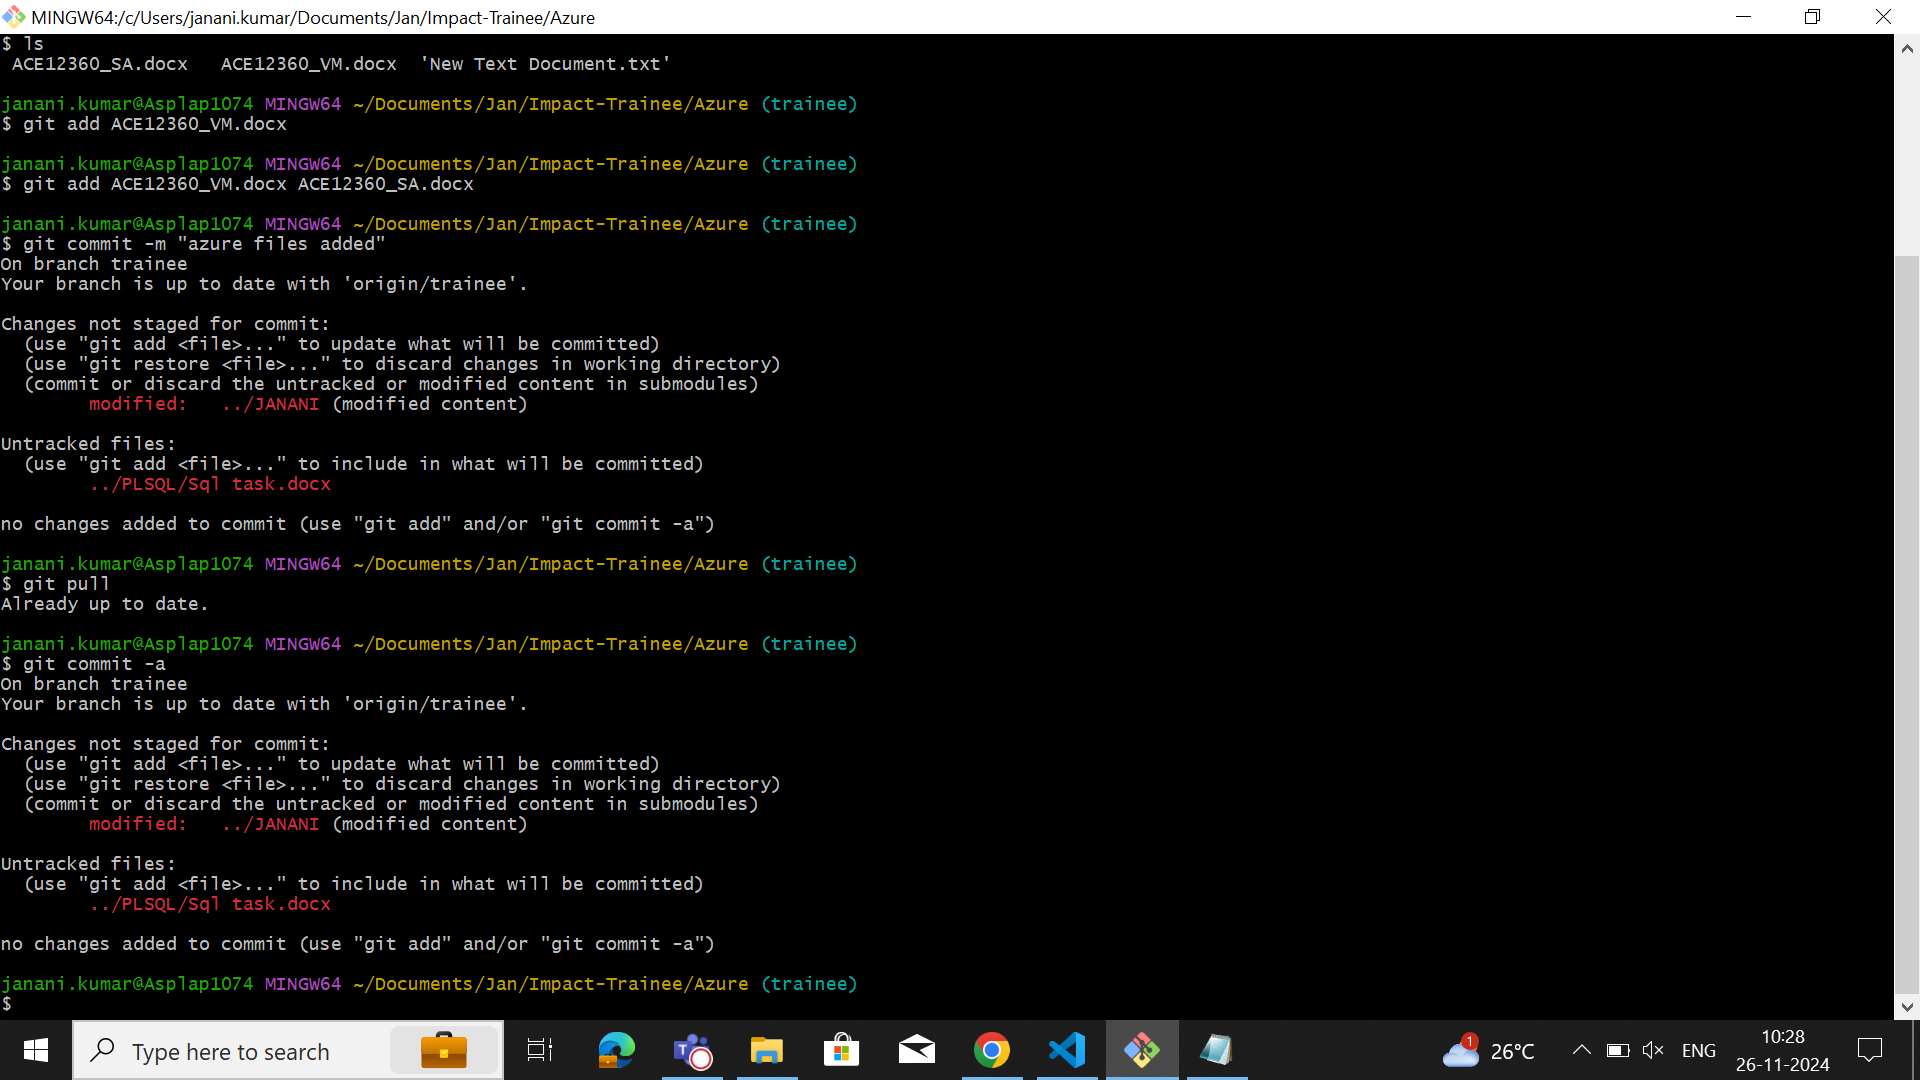 MINGW64:/c/Users/janani.kumar/Documents/Jan/Impact-Trainee/Azure
$ ls
ACE12360_SA.docx   ACE12360_VM.docx  'New Text Document.txt'
janani.kumar@Asplap1074 MINGW64 ~/Documents/Jan/Impact-Trainee/Azure (trainee)
$ git add ACE12360_VM.docx
janani.kumar@Asplap1074 MINGW64 ~/Documents/Jan/Impact-Trainee/Azure (trainee)
$ git add ACE12360_VM.docx ACE12360_SA.docx
janani.kumar@Asplap1074 MINGW64 ~/Documents/Jan/Impact-Trainee/Azure (trainee)
$ git commit -m "azure files added"
On branch trainee
Your branch is up to date with 'origin/trainee'.
Changes not staged for commit:
  (use "git add <file>..." to update what will be committed)
  (use "git restore <file>..." to discard changes in working directory)
  (commit or discard the untracked or modified content in submodules)
        modified:   ../JANANI (modified content)
Untracked files:
  (use "git add <file>..." to include in what will be committed)
        ../PLSQL/Sql task.docx
no changes added to commit (use "git add" and/or "git commit -a")
janani.kumar@Asplap1074 MINGW64 ~/Documents/Jan/Impact-Trainee/Azure (trainee)
$ git pull
Already up to date.
janani.kumar@Asplap1074 MINGW64 ~/Documents/Jan/Impact-Trainee/Azure (trainee)
$ git commit -a
On branch trainee
Your branch is up to date with 'origin/trainee'.
Changes not staged for commit:
  (use "git add <file>..." to update what will be committed)
  (use "git restore <file>..." to discard changes in working directory)
  (commit or discard the untracked or modified content in submodules)
        modified:   ../JANANI (modified content)
Untracked files:
  (use "git add <file>..." to include in what will be committed)
        ../PLSQL/Sql task.docx
no changes added to commit (use "git add" and/or "git commit -a")
janani.kumar@Asplap1074 MINGW64 ~/Documents/Jan/Impact-Trainee/Azure (trainee)
$
Type here to search
1
26°C
ENG
10:28
26-11-2024